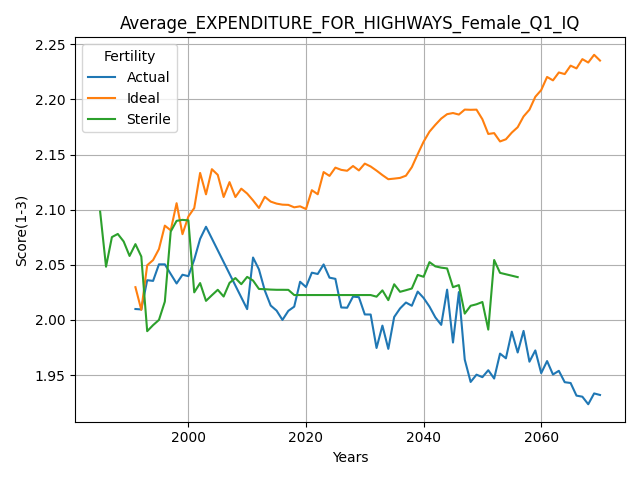 Average_EXPENDITURE_FOR_HIGHWAYS_Female_Q1_IQ
Fertility
Actual
Ideal
Sterile
Score(1-3)
2.25
2.20
2.15
2.10
2.05
2.00
1.95
2000 2020 2040 2060
Years